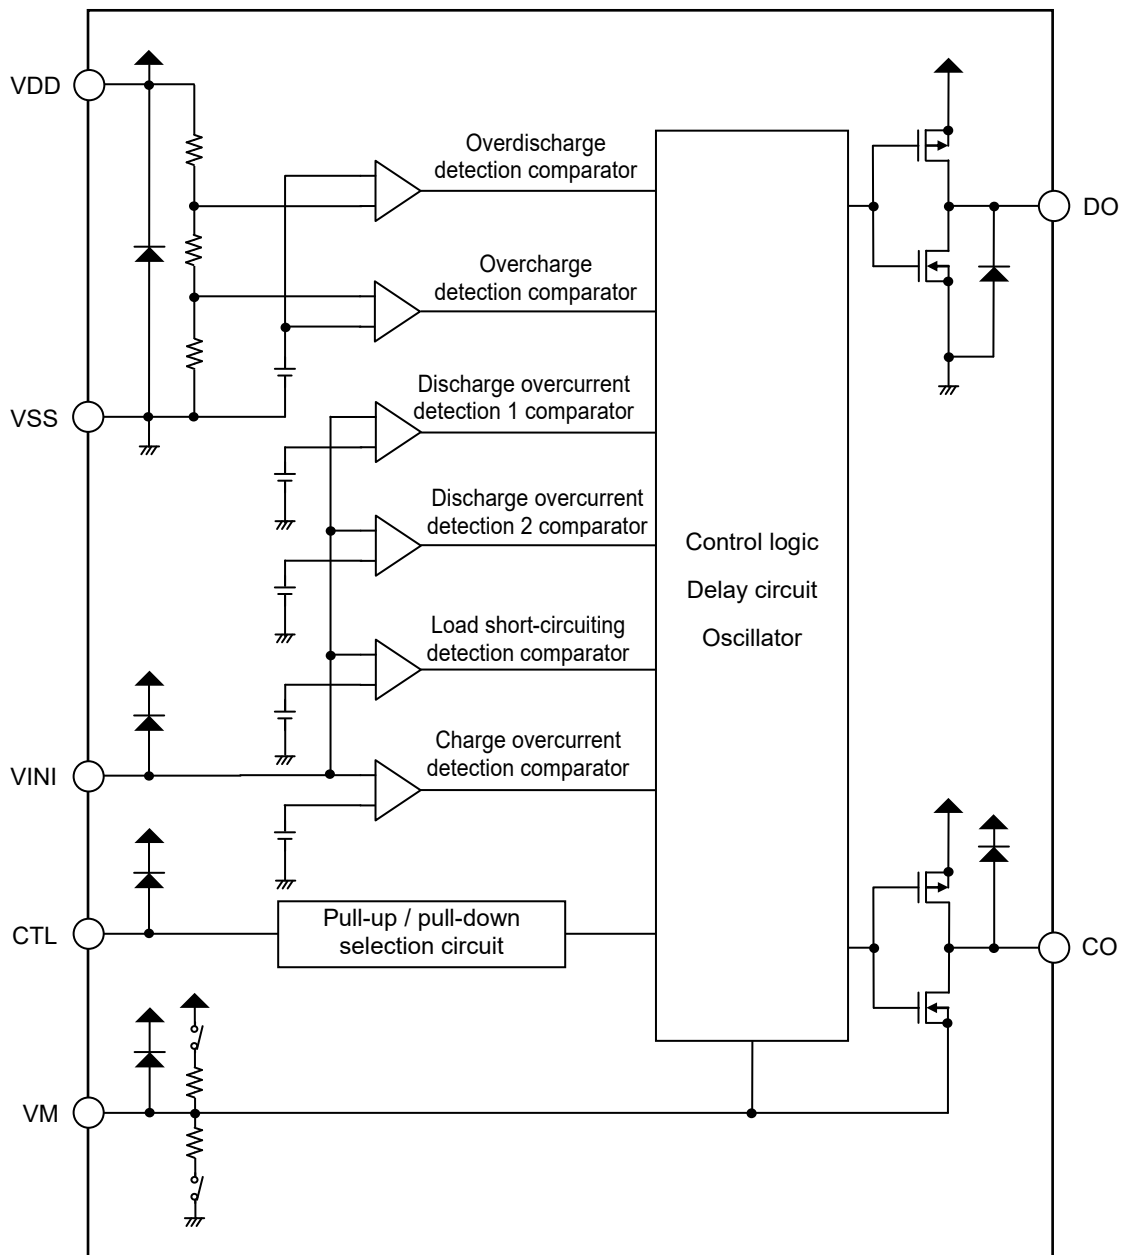 VDD
Overdischarge
detection comparator
DO
Overcharge
detection comparator
VSS
Discharge overcurrent
detection 1 comparator
Discharge overcurrent
detection 2 comparator
Control logic
Delay circuit
Oscillator
Load short-circuiting
detection comparator
VINI
Charge overcurrent
detection comparator
CTL
Pull-up / pull-down
selection circuit
CO
VM